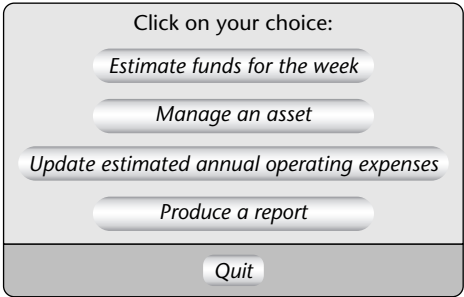 Click on your choice:
Estimate funds for the week
Manage an asset
Update estimated annual operating expenses
Produce a report
Quit